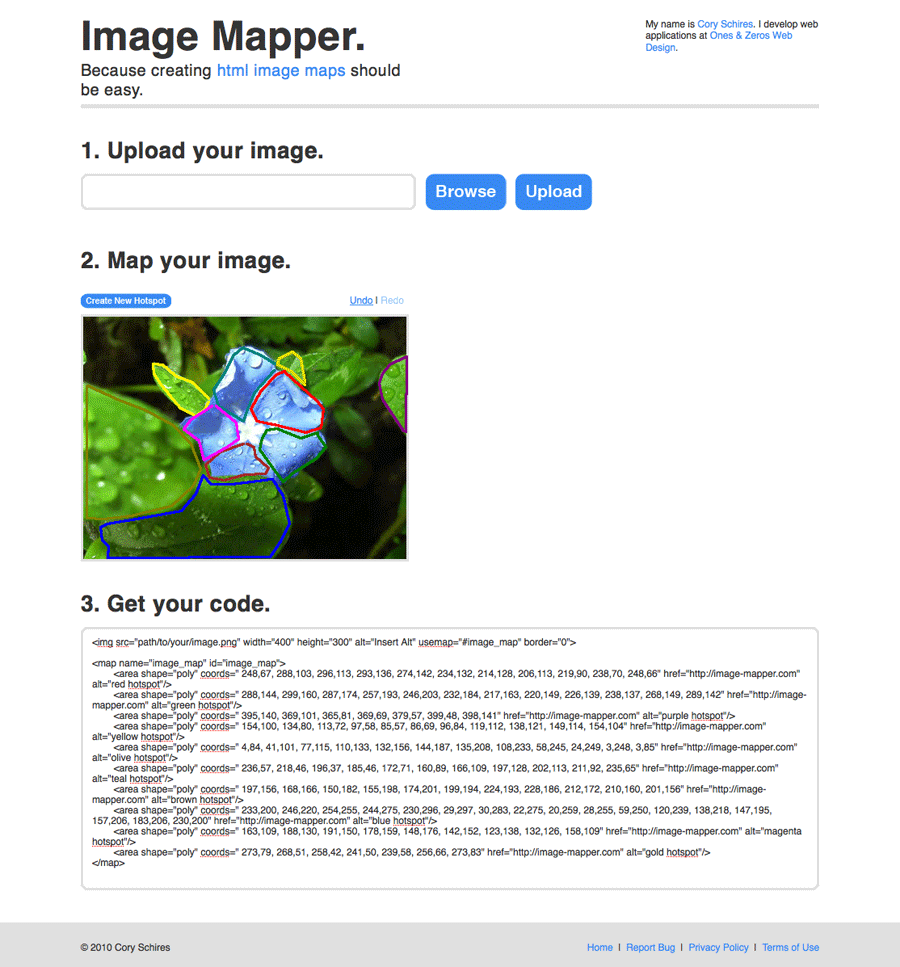 Image Mapper.
Because creating html image maps should
be easy.
My name is Cory Schires. I develop web
applications at Ones & Zeros Web
Design.
1. Upload your image.
Browse
Upload
2. Map your image.
Create New Hotspot
Undo | Redo
3. Get your code.
<img src="path/to/your/image.png" width="400" height="300" alt="Insert Alt" usemap="#image_map" border="0">
<map name="image_map" id="image_map">
<area shape="poly" coords=" 248,67, 288,103, 296,113, 293,136, 274,142, 234,132, 214,128, 206,113, 219,90, 238,70, 248,66" href="http://image-mapper.com"
alt="red hotspot"/>
<area shape="poly" coords=" 288,144, 299,160, 287,174, 257,193, 246,203, 232,184, 217,163, 220,149, 226,139, 238,137, 268,149, 289,142" href="http://image-
mapper.com" alt="green hotspot"/>
<area shape="poly" coords=" 395,140, 369,101, 365,81, 369,69, 379,57, 399,48, 398,141" href="http://image-mapper.com" alt="purple hotspot"/>
<area shape="poly" coords=" 154,100, 134,80, 113,72, 97,58, 85,57, 86,69, 96,84, 119,112, 138,121, 149,114, 154,104" href="http://image-mapper.com"
alt="yellow hotspot"/>
<area shape="poly" coords=" 4,84, 41,101, 77,115, 110,133, 132,156, 144,187, 135,208, 108,233, 58,245, 24,249, 3,248, 3,85" href="http://image-mapper.com"
alt="olive hotspot"/>
<area shape="poly" coords=" 236,57, 218,46, 196,37, 185,46, 172,71, 160,89, 166,109, 197,128, 202,113, 211,92, 235,65" href="http://image-mapper.com"
alt="teal hotspot"/>
<area shape="poly" coords=" 197,156, 168,166, 150,182, 155,198, 174,201, 199,194, 224,193, 228,186, 212,172, 210,160, 201,156" href="http://image-
mapper.com" alt="brown hotspot"/>
<area shape="poly" coords=" 233,200, 246,220, 254,255, 244,275, 230,296, 29,297, 30,283, 22,275, 20,259, 28,255, 59,250, 120,239, 138,218, 147,195,
157,206, 183,206, 230,200" href="http://image-mapper.com" alt="blue hotspot"/>
<area shape="poly" coords=" 163,109, 188,130, 191,150, 178,159, 148,176, 142,152, 123,138, 132,126, 158,109" href="http://image-mapper.com" alt="magenta
hotspot"/>
<area shape="poly" coords=" 273,79, 268,51, 258,42, 241,50, 239,58, 256,66, 273,83" href="http://image-mapper.com" alt="gold hotspot"/>
</map>
© 2010 Cory Schires
Home | Report Bug | Privacy Policy | Terms of Use